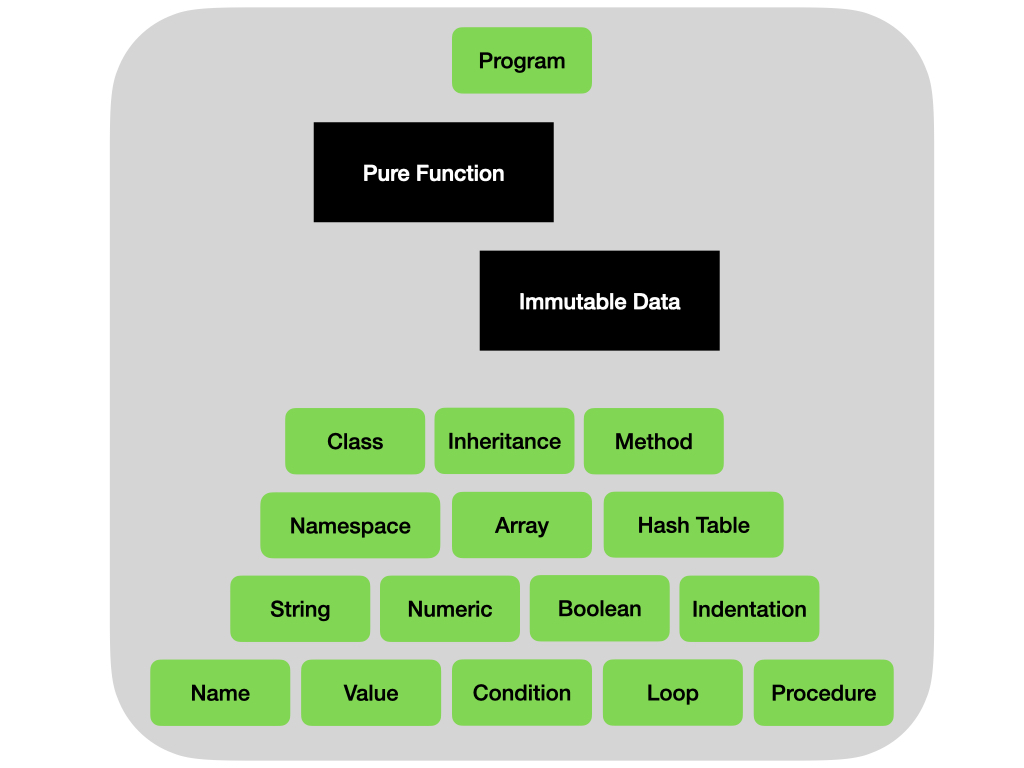 Program
Pure Function
Immutable Data
Class Inheritance Method
Namespace Array Hash Table
String Numeric Boolean Indentation
Name Value Condition Loop Procedure